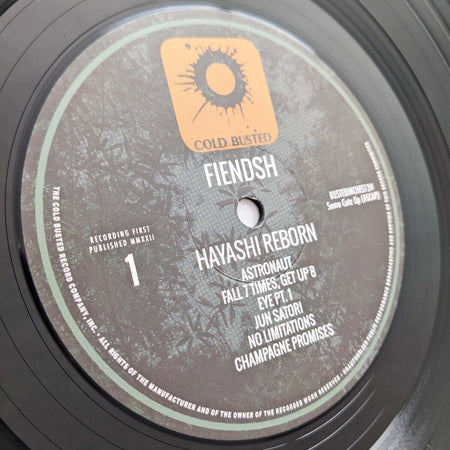 COLD BUSTED
FIENDSH
RECORDING FIRST
PUBLISHED MMXXII
1
Some Cute Up (ASCAP)
HAYASHI REBORN
ASTRONAUT
FALL 7 TIMES, GET UP 8
EYE PT. 1
JUN SATORI
NO LIMITATIONS
CHAMPAGNE PROMISES
THE COLD BUSTED RECORD COMPANY, INC. • ALL RIGHTS OF THE MANUFACTURER AND OF THE OWNER OF THE RECORDED WORK RESERVED •